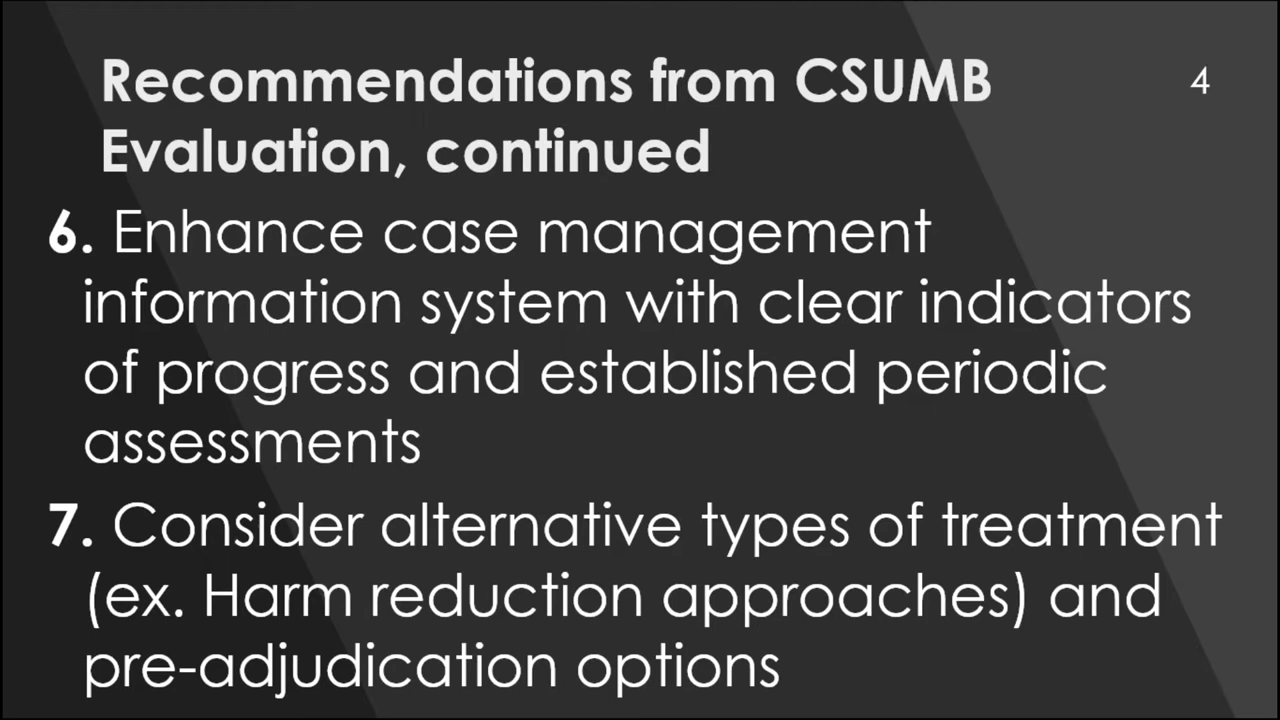 Recommendations from CSUMB
4
Evaluation, continued
6. Enhance case management
information system with clear indicators
of progress and established periodic
assessments
7. Consider alternative types of treatment
(ex. Harm reduction approaches) and
pre-adjudication options